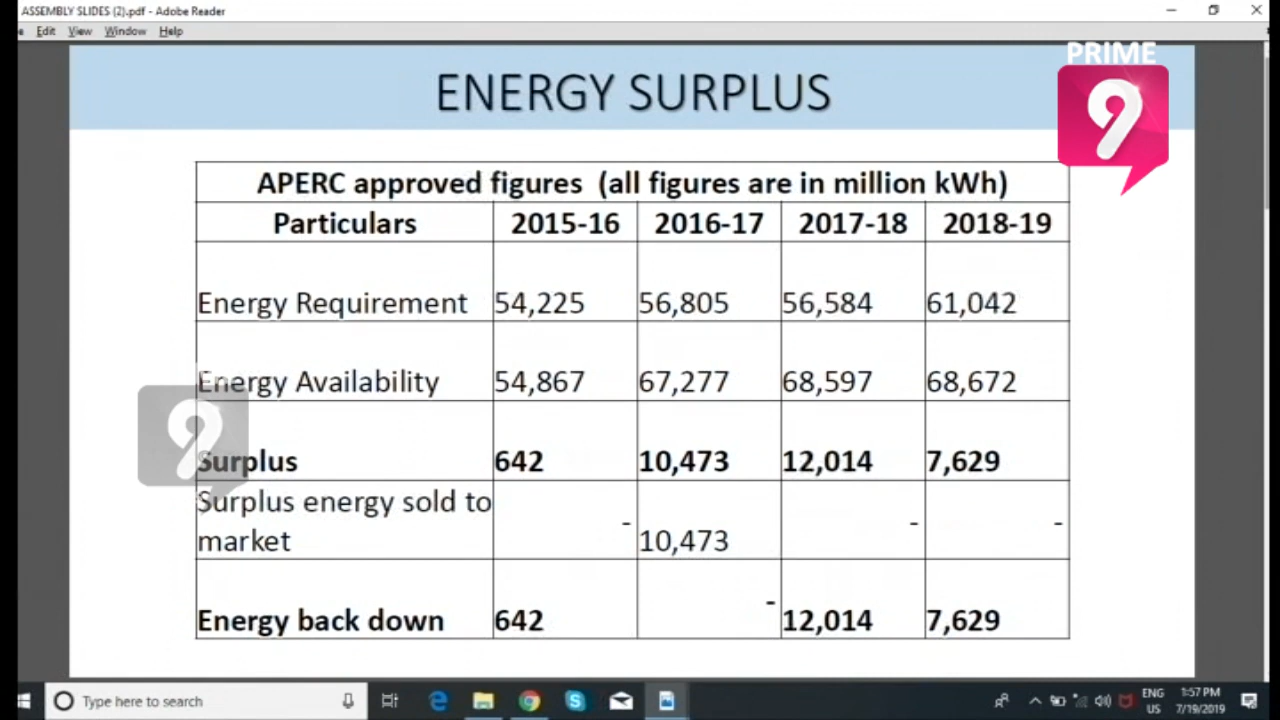 ASSEMBLY SLIDES (2).pdf - Adobe Reader
Edit View Window Help
PRIME
9
ENERGY SURPLUS
APERC approved figures (all figures are in million kWh)
Particulars 2015-16 2016-17 2017-18 2018-19
Energy Requirement 54,225 56,805 56,584 61,042
Energy Availability 54,867 67,277 68,597 68,672
9
Surplus 642 10,473 12,014 7,629
Surplus energy sold to
market - 10,473 - -
Energy back down 642 - 12,014 7,629
Type here to search
ENG 1:57 PM
US 7/19/2019